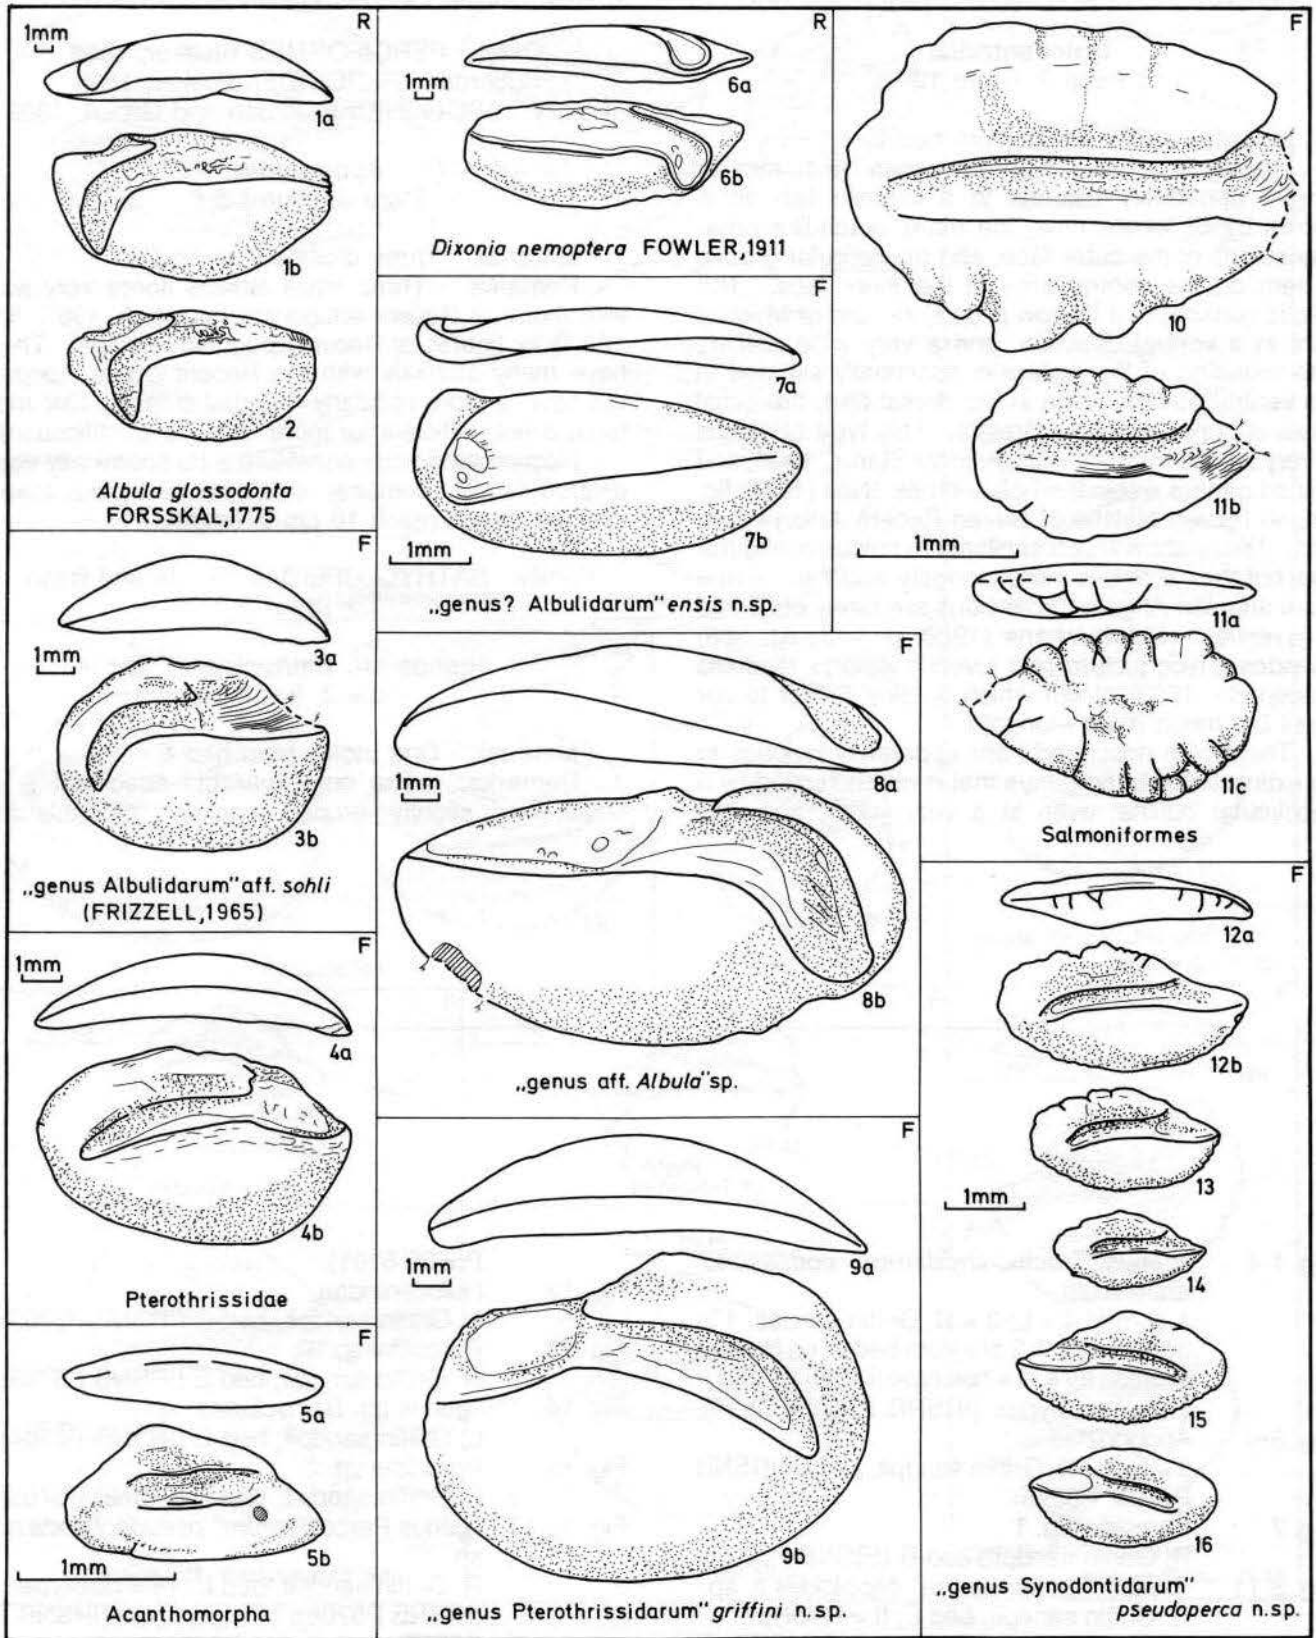 R
1mm
1a
1b
2
Albula glossodonta
FORSSKAL,1775
F
1mm
3a
3b
„genus Albulidarum" aff. sohli
(FRIZZELL,1965)
F
1mm
4a
4b
Pterothrissidae
F
5a
5b
1mm
Acanthomorpha
R
1mm
6a
6b
Dixonia nemoptera FOWLER,1911
F
7a
7b
1mm
„genus? Albulidarum" ensis n.sp.
F
1mm
8a
8b
„genus aff. Albula" sp.
F
1mm
9a
9b
„genus Pterothrissidarum" griffini n.sp.
F
10
11b
1mm
11a
11c
Salmoniformes
F
12a
12b
13
1mm
14
15
16
„genus Synodontidarum"
pseudoperca n.sp.